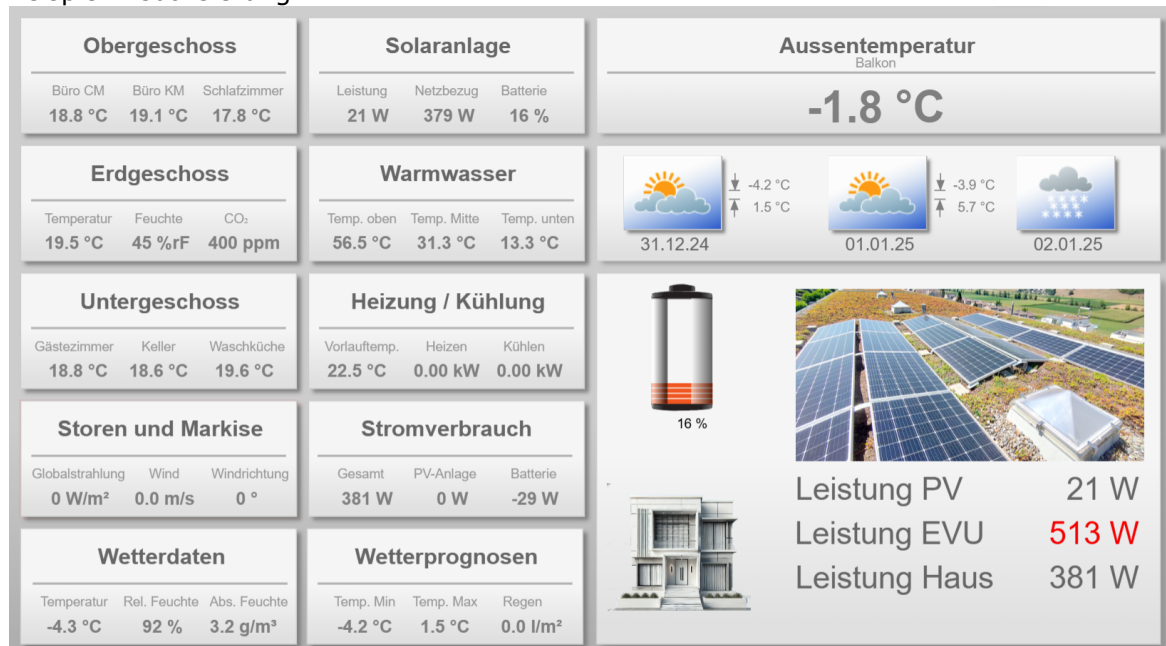 Obergeschoss
Büro CM Büro KM Schlafzimmer
18.8 °C 19.1 °C 17.8 °C
Solaranlage
Leistung Netzbezug Batterie
21 W 379 W 16 %
Aussentemperatur
Balkon
-1.8 °C
Erdgeschoss
Temperatur Feuchte CO₂
19.5 °C 45 %rF 400 ppm
Warmwasser
Temp. oben Temp. Mitte Temp. unten
56.5 °C 31.3 °C 13.3 °C
-4.2 °C
1.5 °C
31.12.24
-3.9 °C
5.7 °C
01.01.25
02.01.25
Untergeschoss
Gästezimmer Keller Waschküche
18.8 °C 18.6 °C 19.6 °C
Heizung / Kühlung
Vorlauftemp. Heizen Kühlen
22.5 °C 0.00 kW 0.00 kW
16 %
Storen und Markise
Globalstrahlung Wind Windrichtung
0 W/m² 0.0 m/s 0 °
Stromverbrauch
Gesamt PV-Anlage Batterie
381 W 0 W -29 W
Wetterdaten
Temperatur Rel. Feuchte Abs. Feuchte
-4.3 °C 92 % 3.2 g/m³
Wetterprognosen
Temp. Min Temp. Max Regen
-4.2 °C 1.5 °C 0.0 l/m²
Leistung PV 21 W
Leistung EVU 513 W
Leistung Haus 381 W